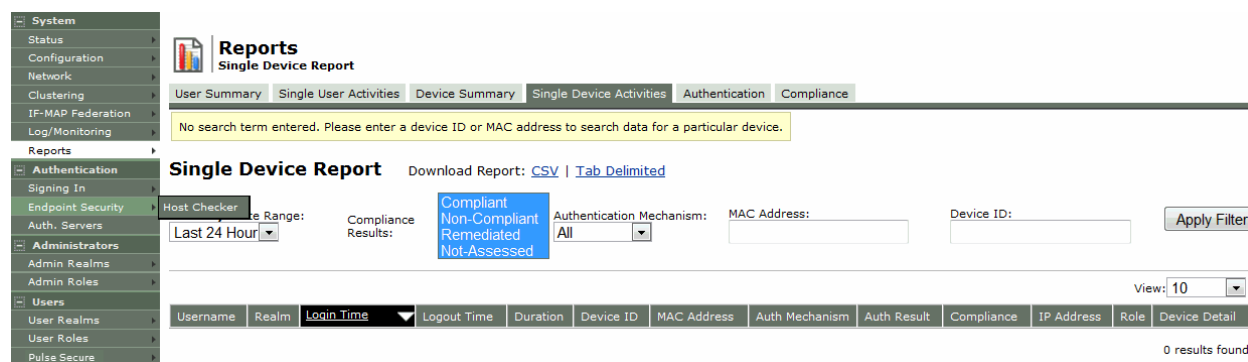 System
Status
Configuration
Network
Clustering
IF-MAP Federation
Log/Monitoring
Reports
Authentication
Signing In
Endpoint Security
Host Checker
Auth. Servers
Administrators
Admin Realms
Admin Roles
Users
User Realms
User Roles
Pulse Secure
Reports
Single Device Report
User Summary Single User Activities Device Summary Single Device Activities Authentication Compliance
No search term entered. Please enter a device ID or MAC address to search data for a particular device.
Single Device Report Download Report: CSV | Tab Delimited
Range:
Last 24 Hour
Compliance
Results:
Compliant
Non-Compliant
Remediated
Not-Assessed
Authentication Mechanism:
All
MAC Address:
Device ID:
Apply Filter
View: 10
Username Realm Login Time Logout Time Duration Device ID MAC Address Auth Mechanism Auth Result Compliance IP Address Role Device Detail
0 results found